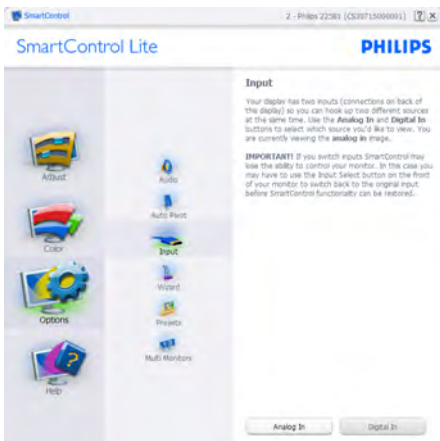 SmartControl
2 - Philips 225B1 (CS30715000001)
SmartControl Lite
PHILIPS
Adjust
Color
Options
Help
Audio
Auto Pivot
Input
Wizard
Presets
Multi Monitors
Input
Your display has two inputs (connections on back of
this display) so you can hook up two different sources
at the same time. Use the Analog In and Digital In
buttons to select which source you'd like to view. You
are currently viewing the analog in image.
IMPORTANT! If you switch inputs SmartControl may
lose the ability to control your monitor. In this case you
may have to use the Input Select button on the front
of your monitor to switch back to the original input
before SmartControl functionality can be restored.
Analog In
Digital In